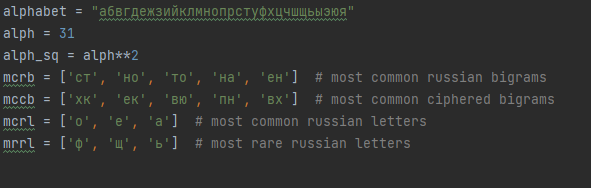 alphabet = "абвгдежзийклмнопрстуфхцчшщьыэюя"
alph = 31
alph_sq = alph**2
mcrb = ['ст', 'но', 'то', 'на', 'ен']  # most common russian bigrams
mccb = ['хк', 'ек', 'вю', 'пн', 'вх']  # most common ciphered bigrams
mcrl = ['о', 'е', 'а']  # most common russian letters
mrrl = ['ф', 'щ', 'ь']  # most rare russian letters